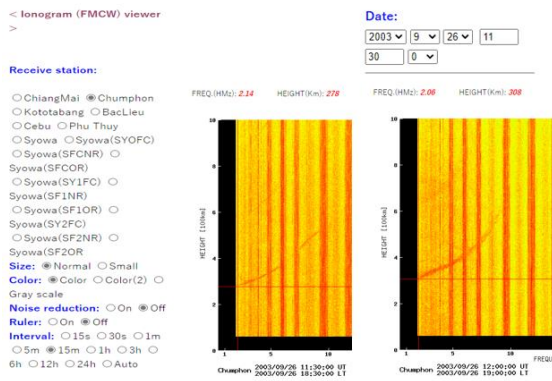 < Ionogram (FMCW) viewer
>
Receive station:
ChiangMai Chumphon
Kototabang BacLieu
Cebu Phu Thuy
Syowa Syowa(SYOFC)
Syowa(SFCNR)
Syowa(SFCOR)
Syowa(SY1FC)
Syowa(SF1NR)
Syowa(SF1OR)
Syowa(SY2FC)
Syowa(SF2NR)
Syowa(SF2OR
Size: Normal Small
Color: Color Color(2)
Gray scale
Noise reduction: On Off
Ruler: On Off
Interval: 15s 30s 1m
5m 15m 1h 3h
6h 12h 24h Auto
FREQ.(HMz): 2.14 HEIGHT(Km): 278
10
8
6
4
2
0
HEIGHT [100km]
1 5 10
Chumphon 2003/09/26 11:30:00 UT
2003/09/26 18:30:00 LT
Date:
2003 9 26 11
30 0
FREQ.(HMz): 2.06 HEIGHT(Km): 308
10
8
6
4
2
0
HEIGHT [100km]
1 5 10
FREQU
Chumphon 2003/09/26 12:00:00 UT
2003/09/26 19:00:00 LT